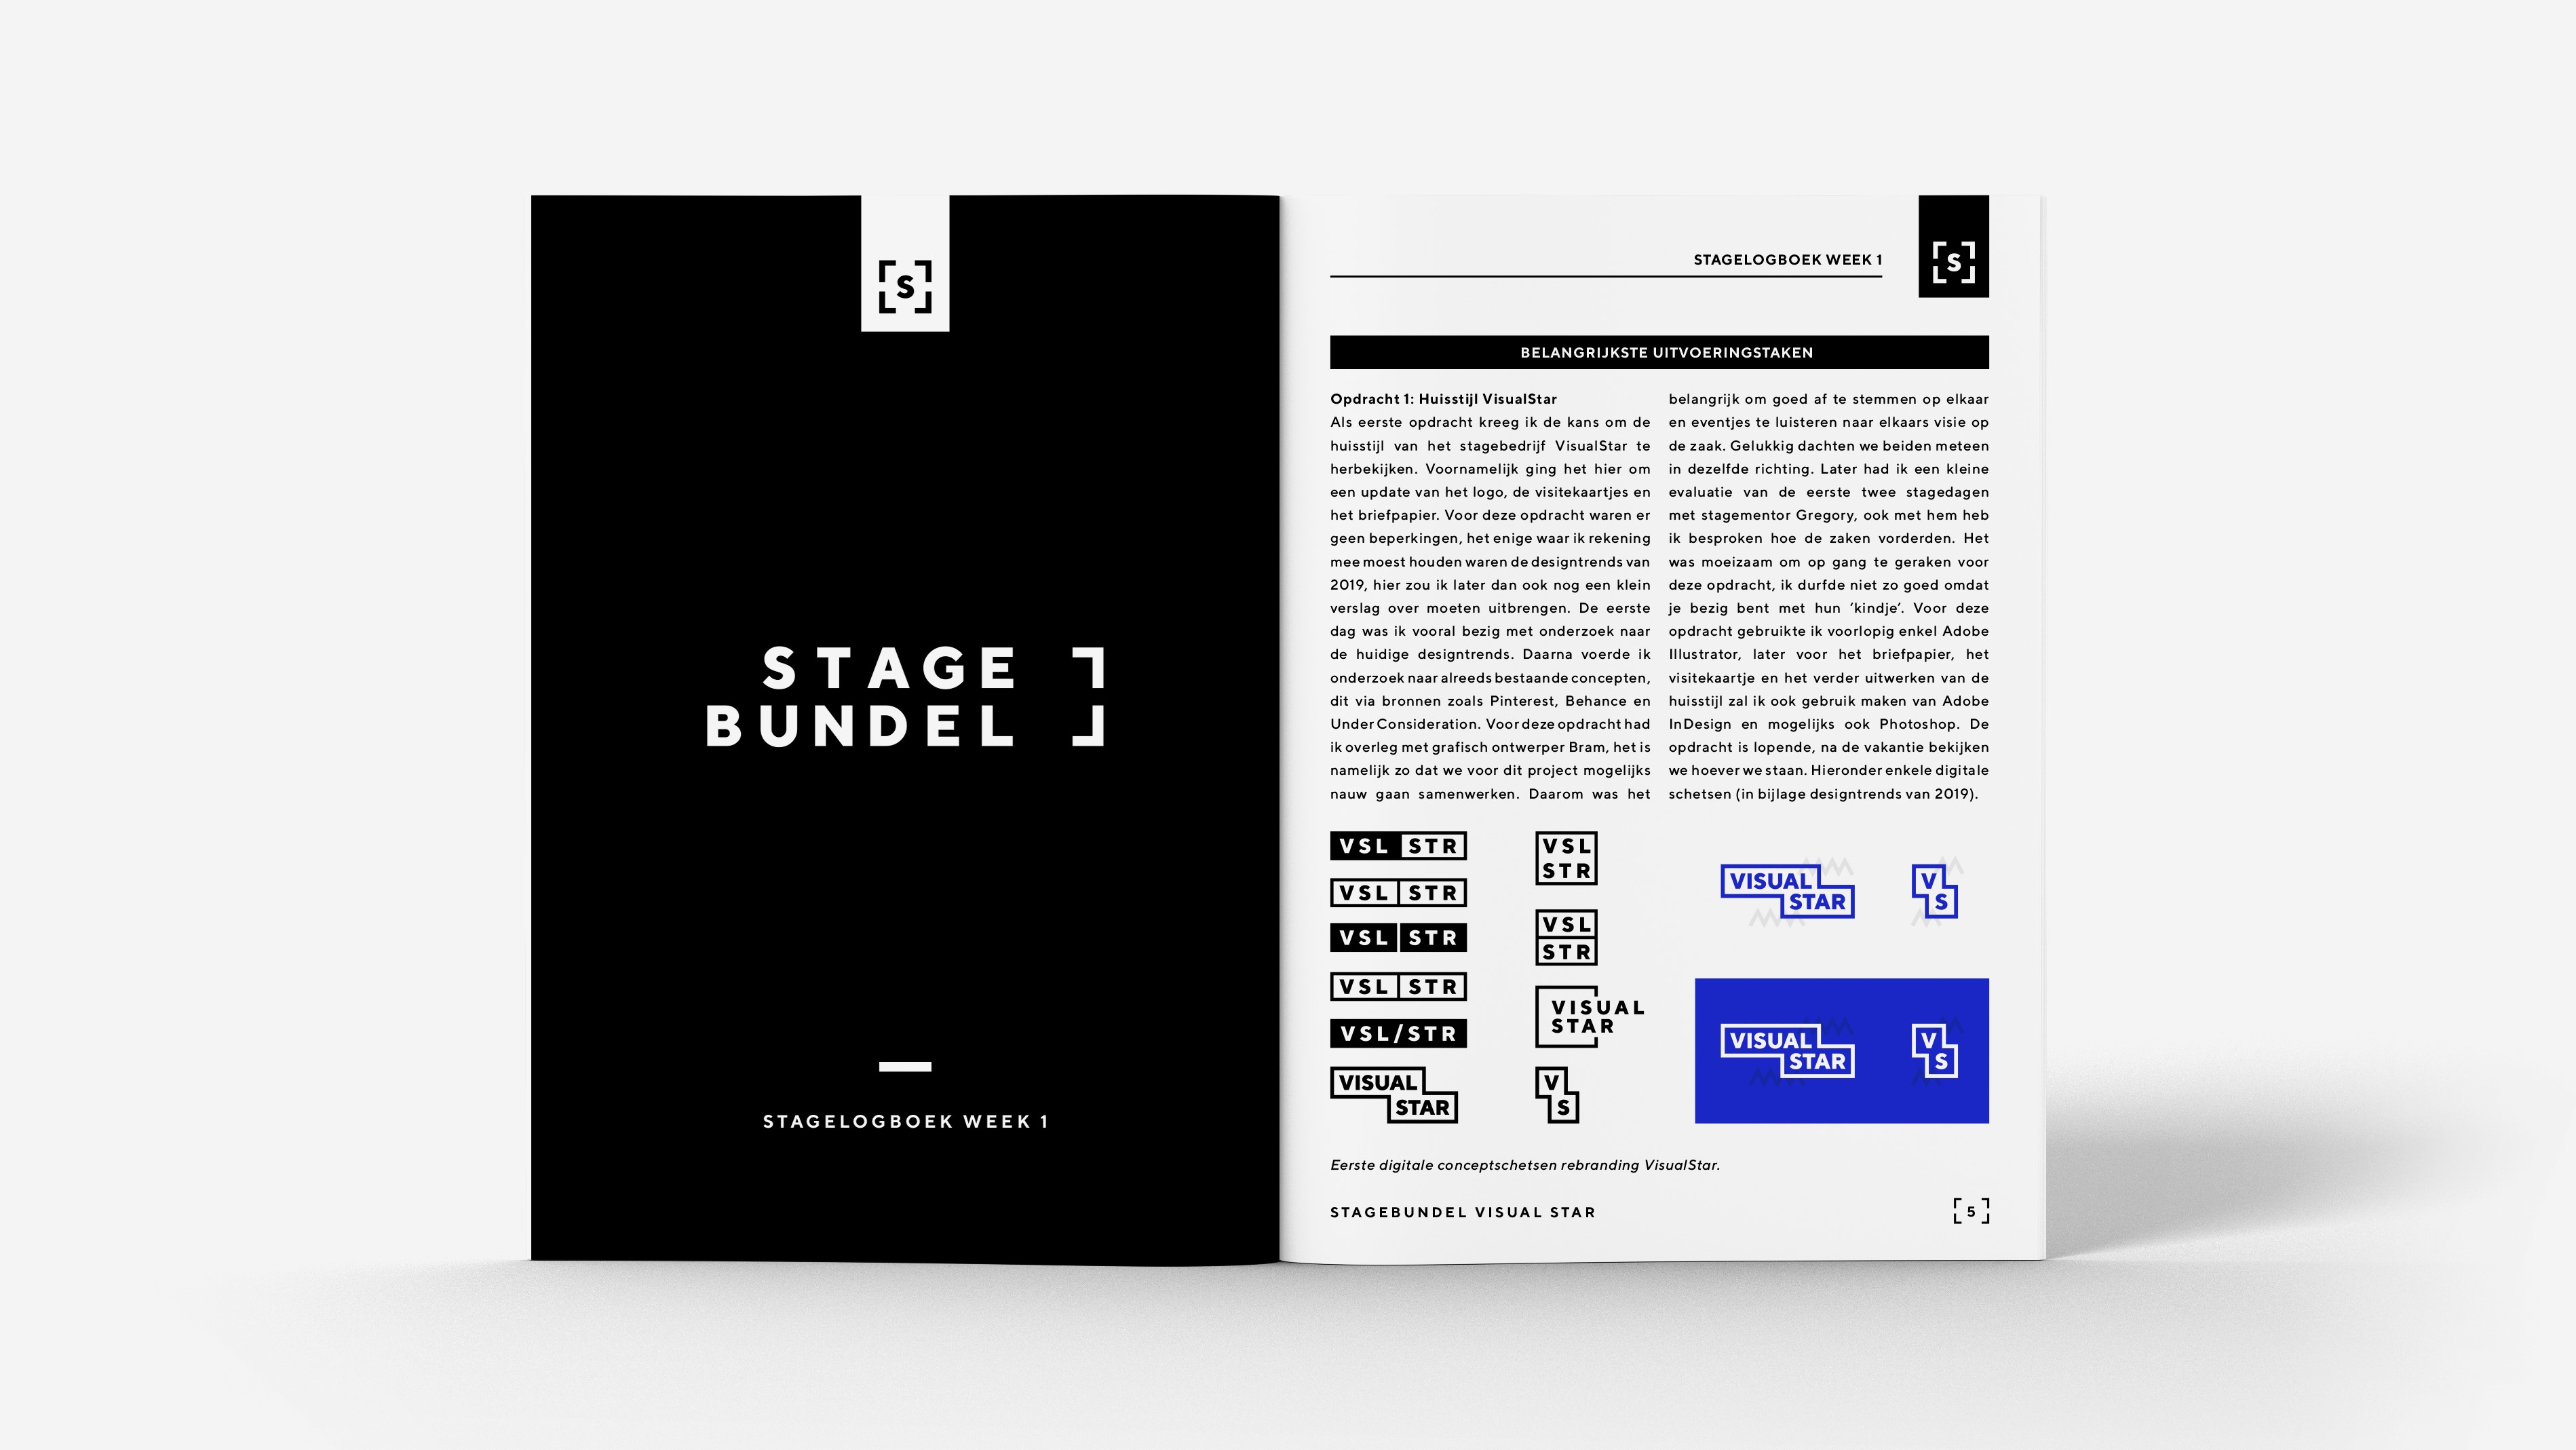 S
STAGE
BUNDEL
STAGELOGBOEK WEEK 1
STAGELOGBOEK WEEK 1
S
BELANGRIJKSTE UITVOERINGSTAKEN
Opdracht 1: Huisstijl VisualStar
Als eerste opdracht kreeg ik de kans om de
huisstijl van het stagebedrijf VisualStar te
herbekijken. Voornamelijk ging het hier om
een update van het logo, de visitekaartjes en
het briefpapier. Voor deze opdracht waren er
geen beperkingen, het enige waar ik rekening
mee moest houden waren de designtrends van
2019, hier zou ik later dan ook nog een klein
verslag over moeten uitbrengen. De eerste
dag was ik vooral bezig met onderzoek naar
de huidige designtrends. Daarna voerde ik
onderzoek naar alreeds bestaande concepten,
dit via bronnen zoals Pinterest, Behance en
Under Consideration. Voor deze opdracht had
ik overleg met grafisch ontwerper Bram, het is
namelijk zo dat we voor dit project mogelijks
nauw gaan samenwerken. Daarom was het
belangrijk om goed af te stemmen op elkaar
en eventjes te luisteren naar elkaars visie op
de zaak. Gelukkig dachten we beiden meteen
in dezelfde richting. Later had ik een kleine
evaluatie van de eerste twee stagedagen
met stagementor Gregory, ook met hem heb
ik besproken hoe de zaken vorderden. Het
was moeizaam om op gang te geraken voor
deze opdracht, ik durfde niet zo goed omdat
je bezig bent met hun ‘kindje’. Voor deze
opdracht gebruikte ik voorlopig enkel Adobe
Illustrator, later voor het briefpapier, het
visitekaartje en het verder uitwerken van de
huisstijl zal ik ook gebruik maken van Adobe
InDesign en mogelijks ook Photoshop. De
opdracht is lopende, na de vakantie bekijken
we hoever we staan. Hieronder enkele digitale
schetsen (in bijlage designtrends van 2019).
VSL STR
VSL STR
VSL STR
VSL STR
VSL/STR
VISUAL
STAR
VSL
STR
VSL
STR
VISUAL
STAR
V
S
VISUAL
STAR
V
S
VISUAL
STAR
V
S
Eerste digitale conceptschetsen rebranding VisualStar.
STAGEBUNDEL VISUAL STAR
5